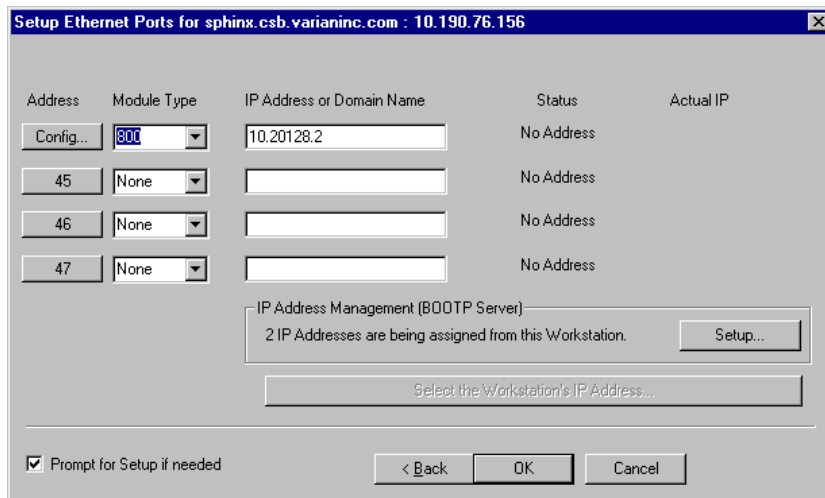 Setup Ethernet Ports for sphinx.csb.varianinc.com : 10.190.76.156
Address Module Type IP Address or Domain Name Status Actual IP
Config... 800 10.20128.2 No Address
45 None No Address
46 None No Address
47 None No Address
IP Address Management (BOOTP Server)
2 IP Addresses are being assigned from this Workstation. Setup...
Select the Workstation's IP Address...
Prompt for Setup if needed < Back OK Cancel